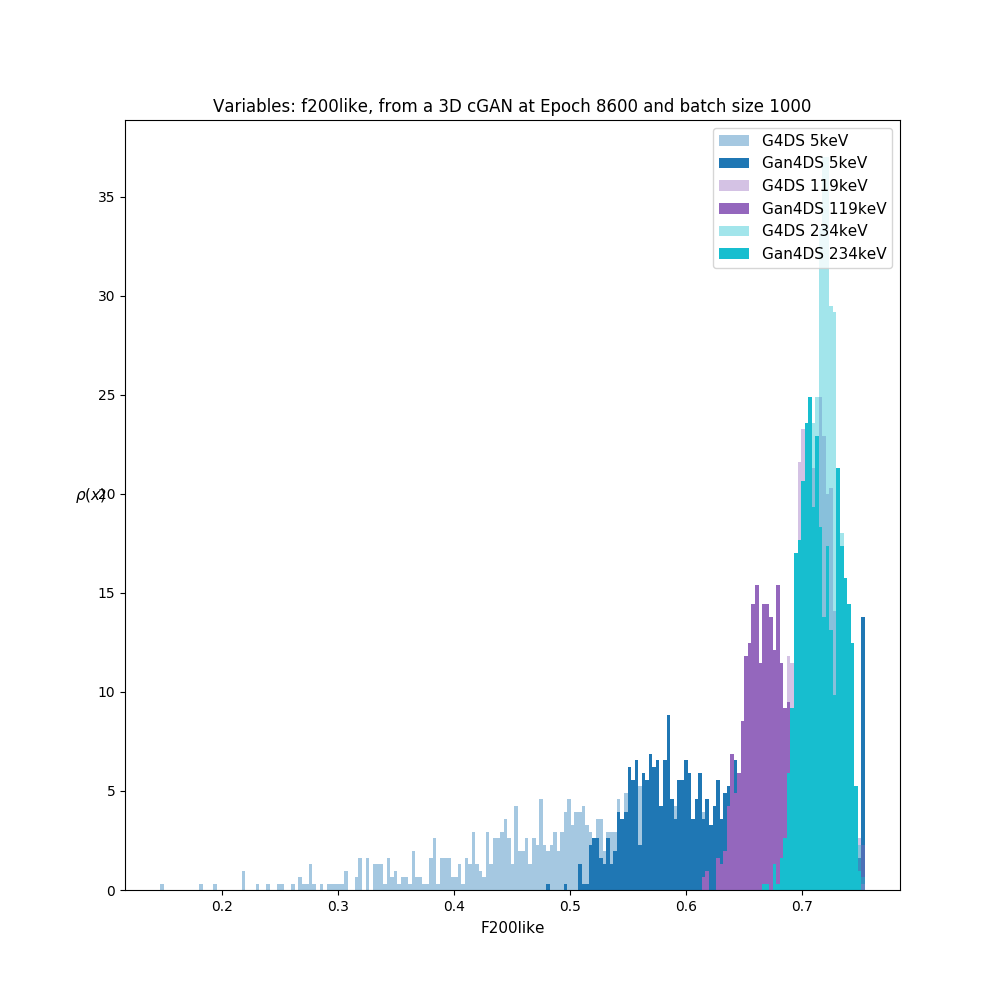 Variables: f200like, from a 3D cGAN at Epoch 8600 and batch size 1000
G4DS 5keV
Gan4DS 5keV
G4DS 119keV
Gan4DS 119keV
G4DS 234keV
Gan4DS 234keV
35
30
25
ρ(x)
20
15
10
5
0
0.2 0.3 0.4 0.5 0.6 0.7
F200like